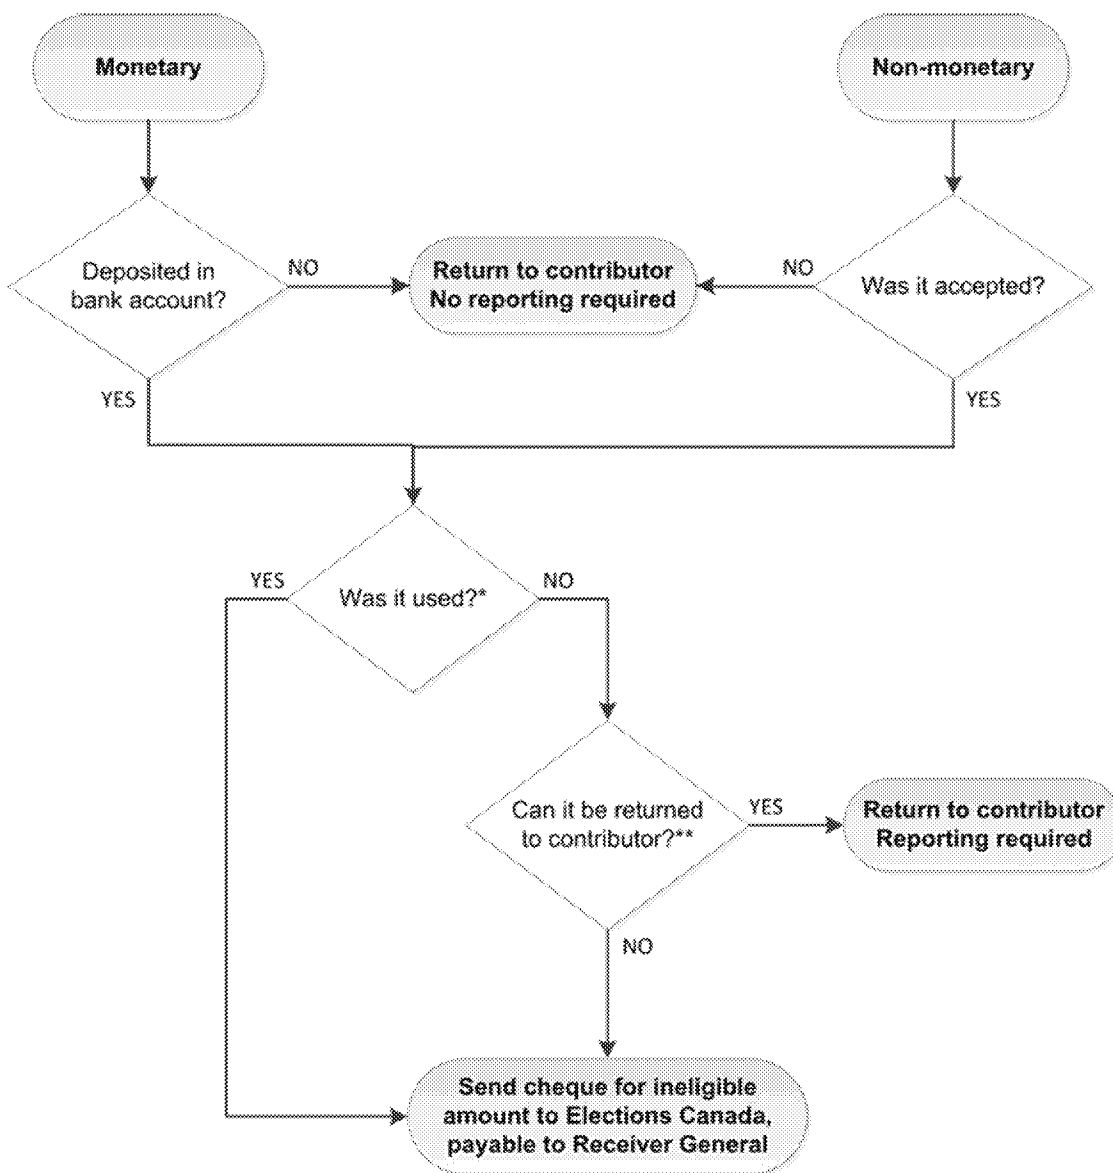 Monetary
Non-monetary
Deposited in
bank account?
NO
Return to contributor
No reporting required
NO
Was it accepted?
YES
YES
YES
Was it used?*
NO
Can it be returned
to contributor?**
YES
Return to contributor
Reporting required
NO
Send cheque for ineligible
amount to Elections Canada,
payable to Receiver General